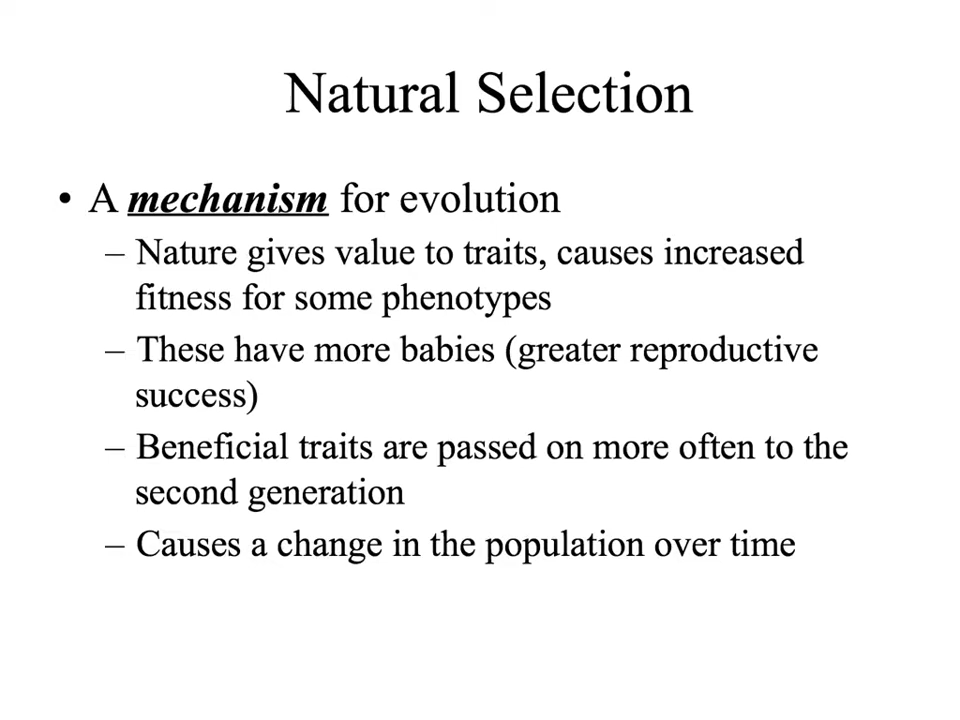 Natural Selection
• A mechanism for evolution
– Nature gives value to traits, causes increased
fitness for some phenotypes
– These have more babies (greater reproductive
success)
– Beneficial traits are passed on more often to the
second generation
– Causes a change in the population over time